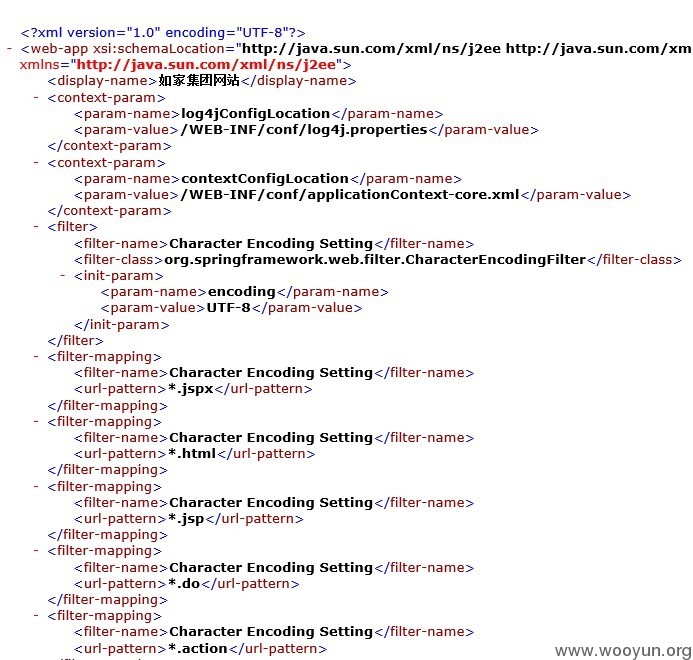 <?xml version="1.0" encoding="UTF-8"?>
- <web-app xsi:schemaLocation="http://java.sun.com/xml/ns/j2ee http://java.sun.com/xm
xmlns="http://java.sun.com/xml/ns/j2ee">
<display-name>如家集团网站</display-name>
- <context-param>
<param-name>log4jConfigLocation</param-name>
<param-value>/WEB-INF/conf/log4j.properties</param-value>
</context-param>
- <context-param>
<param-name>contextConfigLocation</param-name>
<param-value>/WEB-INF/conf/applicationContext-core.xml</param-value>
</context-param>
- <filter>
<filter-name>Character Encoding Setting</filter-name>
<filter-class>org.springframework.web.filter.CharacterEncodingFilter</filter-class>
- <init-param>
<param-name>encoding</param-name>
<param-value>UTF-8</param-value>
</init-param>
</filter>
- <filter-mapping>
<filter-name>Character Encoding Setting</filter-name>
<url-pattern>*.jspx</url-pattern>
</filter-mapping>
- <filter-mapping>
<filter-name>Character Encoding Setting</filter-name>
<url-pattern>*.html</url-pattern>
</filter-mapping>
- <filter-mapping>
<filter-name>Character Encoding Setting</filter-name>
<url-pattern>*.jsp</url-pattern>
</filter-mapping>
- <filter-mapping>
<filter-name>Character Encoding Setting</filter-name>
<url-pattern>*.do</url-pattern>
</filter-mapping>
- <filter-mapping>
<filter-name>Character Encoding Setting</filter-name>
<url-pattern>*.action</url-pattern>
www.wooyun.org